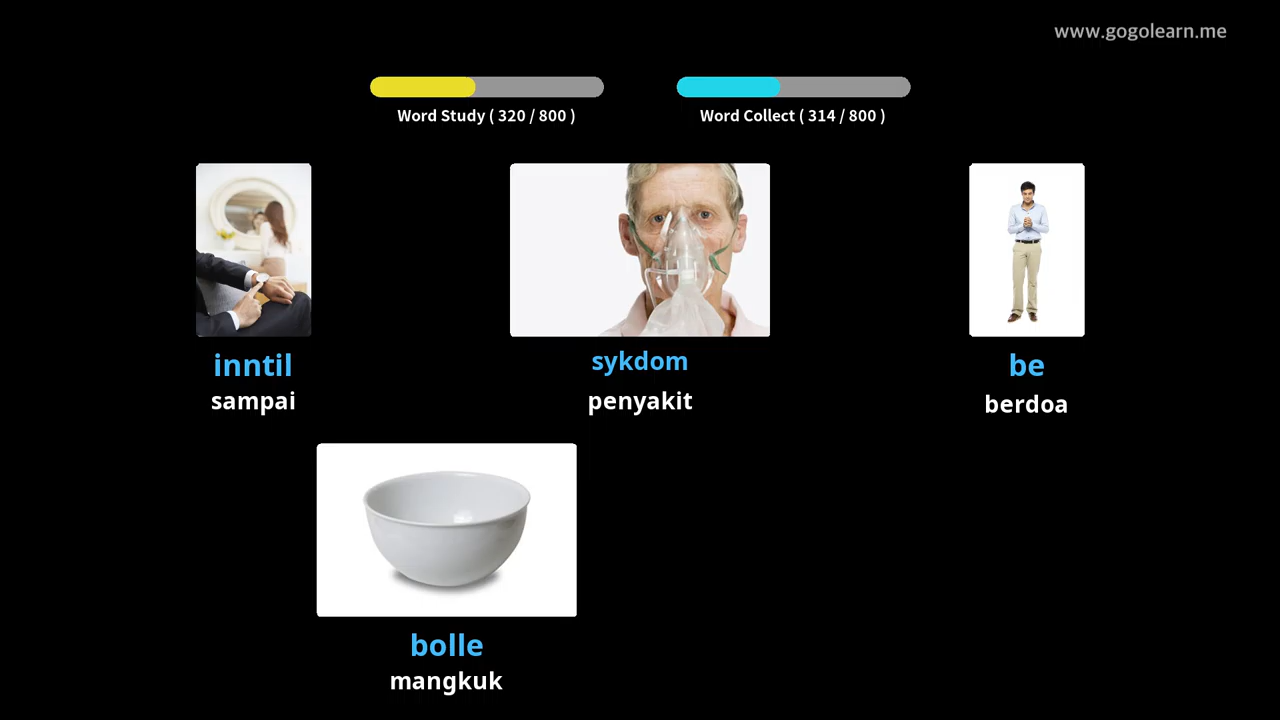 www.gogolearn.me
Word Study ( 320 / 800 )
Word Collect ( 314 / 800 )
inntil
sampai
sykdom
penyakit
be
berdoa
bolle
mangkuk